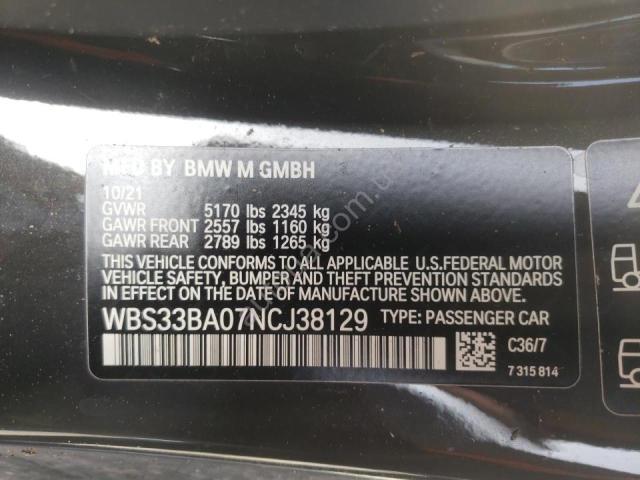 MFD BY BMW M GMBH
10/21
GVWR 5170 lbs 2345 kg
GAWR FRONT 2557 lbs 1160 kg
GAWR REAR 2789 lbs 1265 kg
THIS VEHICLE CONFORMS TO ALL APPLICABLE U.S.FEDERAL MOTOR
VEHICLE SAFETY, BUMPER AND THEFT PREVENTION STANDARDS
IN EFFECT ON THE DATE OF MANUFACTURE SHOWN ABOVE.
WBS33BA07NCJ38129 TYPE: PASSENGER CAR
C36/7
7 315 814